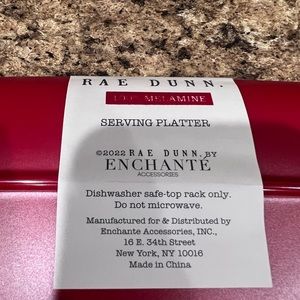 RAE DUNN.
MELAMINE
SERVING PLATTER
©2022 RAE DUNN. BY
ENCHANTÉ
ACCESSORIES
Dishwasher safe-top rack only.
Do not microwave.
Manufactured for & Distributed by
Enchante Accessories, INC.,
16 E. 34th Street
New York, NY 10016
Made in China